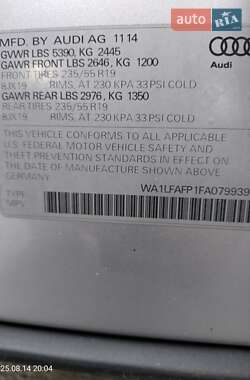 AUTO.RIA
MFD. BY AUDI AG 1114
GVWR LBS 5390, KG 2445
GAWR FRONT LBS 2646, KG 1200
FRONT TIRES 235/55 R19
8JX19 RIMS, AT 230 KPA 33 PSI COLD
GAWR REAR LBS 2976, KG 1350
REAR TIRES 235/55 R19
8JX19 RIMS, AT 230 KPA 33 PSI COLD
Audi
THIS VEHICLE CONFORMS TO ALL APPLICABLE
U.S. FEDERAL MOTOR VEHICLE SAFETY
AND THEFT PREVENTION STANDARDS IN EFFECT
ON THE DATE OF MANUFACTURE SHOWN ABOVE.
GERMANY
TYPE: WA1LFAFP1FA079939
MPV
25.08.14 20:04